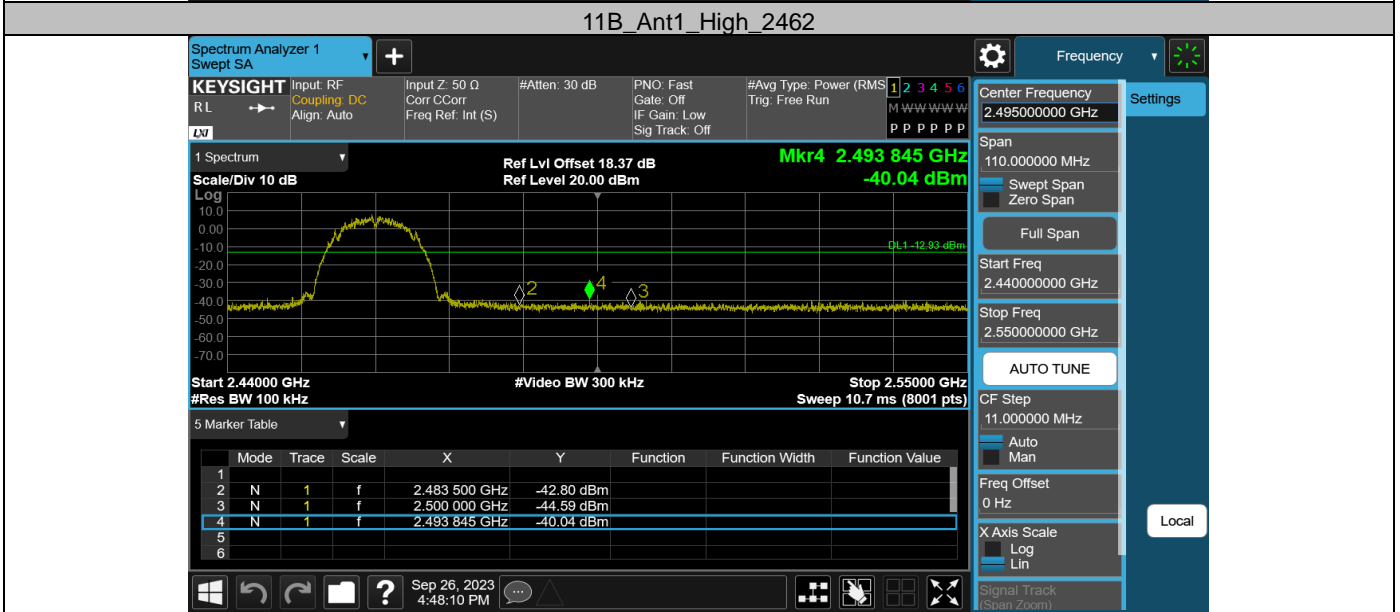 11B_Ant1_High_2462
Spectrum Analyzer 1
Swept SA
Frequency
KEYSIGHT
R L
LXI
Input: RF
Coupling: DC
Align: Auto
Input Z: 50 Ω
Corr CCorr
Freq Ref: Int (S)
#Atten: 30 dB
PNO: Fast
Gate: Off
IF Gain: Low
Sig Track: Off
#Avg Type: Power (RMS
Trig: Free Run
1 2 3 4 5 6
M W W W W W
P P P P P P
1 Spectrum
Scale/Div 10 dB
Ref Lvl Offset 18.37 dB
Ref Level 20.00 dBm
Mkr4 2.493 845 GHz
-40.04 dBm
Log
10.0
0.00
-10.0
-20.0
-30.0
-40.0
-50.0
-60.0
-70.0
DL1 -12.93 dBm
2
4
3
Start 2.44000 GHz
#Res BW 100 kHz
#Video BW 300 kHz
Stop 2.55000 GHz
Sweep 10.7 ms (8001 pts)
5 Marker Table
Mode Trace Scale X Y Function Function Width Function Value
1
2 N 1 f 2.483 500 GHz -42.80 dBm
3 N 1 f 2.500 000 GHz -44.59 dBm
4 N 1 f 2.493 845 GHz -40.04 dBm
5
6
Center Frequency
2.495000000 GHz
Settings
Span
110.000000 MHz
Swept Span
Zero Span
Full Span
Start Freq
2.440000000 GHz
Stop Freq
2.550000000 GHz
AUTO TUNE
CF Step
11.000000 MHz
Auto
Man
Freq Offset
0 Hz
X Axis Scale
Log
Lin
Signal Track
(Span Zoom)
Local
?
Sep 26, 2023
4:48:10 PM